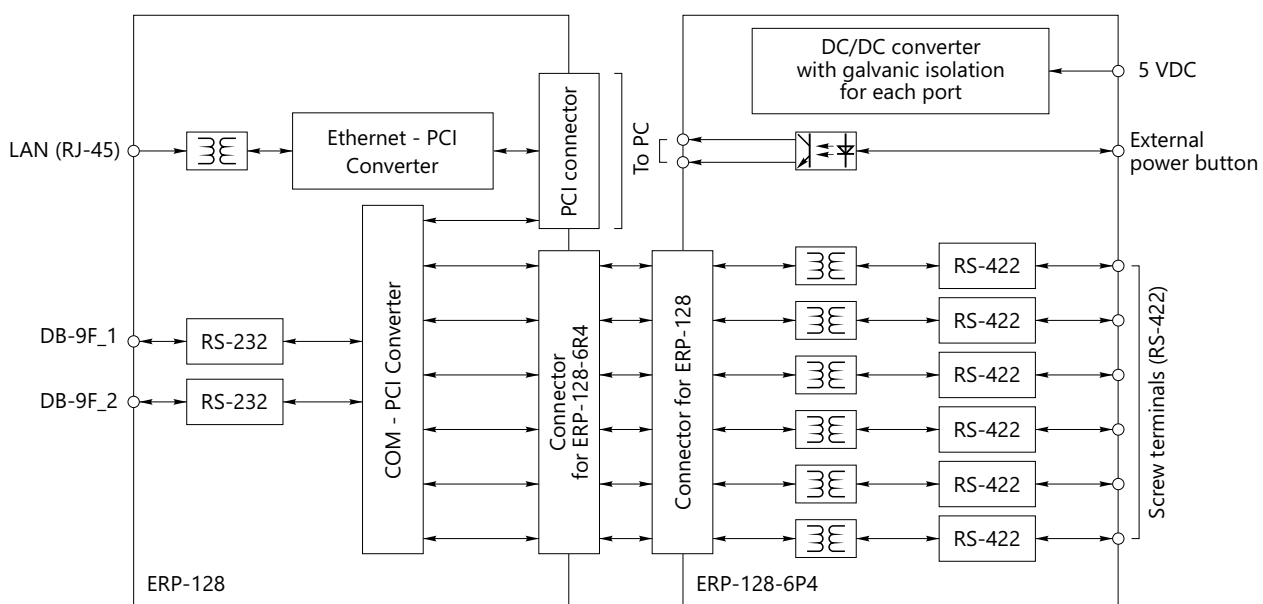 DC/DC converter
with galvanic isolation
for each port
5 VDC
LAN (RJ-45)
Ethernet - PCI
Converter
PCI connector
To PC
External
power button
DB-9F_1
RS-232
DB-9F_2
RS-232
COM - PCI Converter
Connector
for ERP-128-6R4
Connector for ERP-128
RS-422
RS-422
RS-422
RS-422
RS-422
RS-422
Screw terminals (RS-422)
ERP-128
ERP-128-6P4